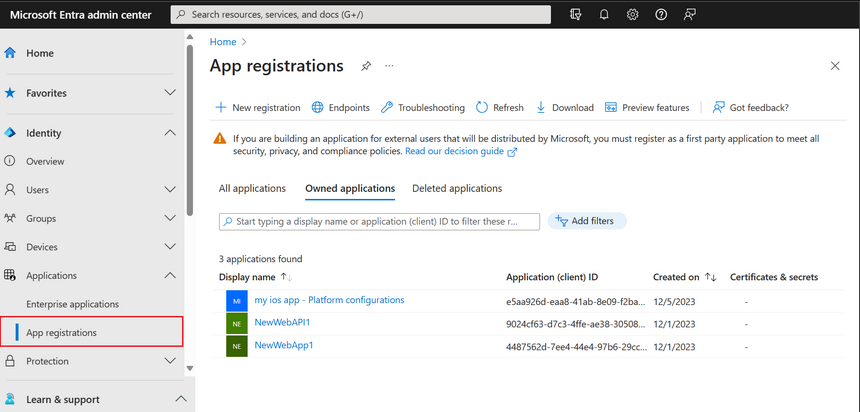 Microsoft Entra admin center
Search resources, services, and docs (G+/)
Home
Favorites
Identity
Overview
Users
Groups
Devices
Applications
Enterprise applications
App registrations
Protection
Learn & support
Home >
App registrations
...
New registration
Endpoints
Troubleshooting
Refresh
Download
Preview features
Got feedback?
If you are building an application for external users that will be distributed by Microsoft, you must register as a first party application to meet all
security, privacy, and compliance policies. Read our decision guide
All applications
Owned applications
Deleted applications
Start typing a display name or application (client) ID to filter these r...
Add filters
3 applications found
Display name
Application (client) ID
Created on
Certificates & secrets
MI my ios app - Platform configurations e5aa926d-eaa8-41ab-8e09-f2ba... 12/5/2023 -
NE NewWebAPI1 9024cf63-d7c3-4ffe-ae38-30508... 12/1/2023 -
NE NewWebApp1 4487562d-7ee4-44e4-97b6-29cc... 12/1/2023 -